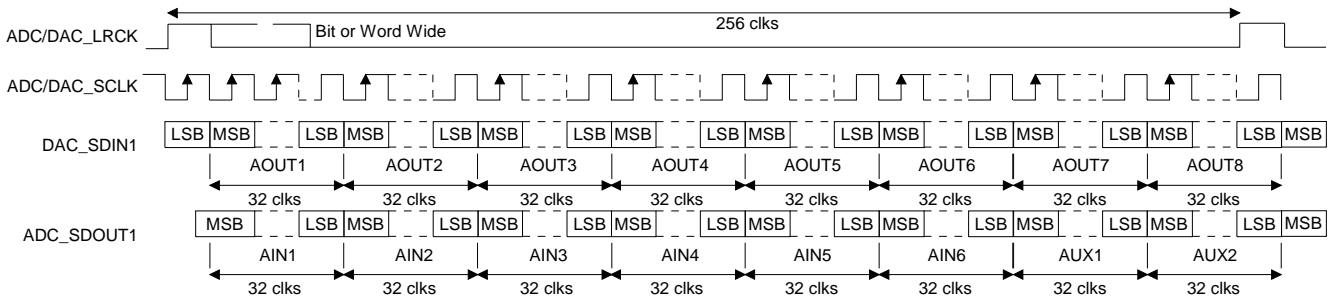 256 clks
ADC/DAC_LRCK Bit or Word Wide
ADC/DAC_SCLK
DAC_SDIN1 LSB MSB LSB MSB LSB MSB LSB MSB LSB MSB LSB MSB LSB MSB LSB MSB LSB MSB
AOUT1 AOUT2 AOUT3 AOUT4 AOUT5 AOUT6 AOUT7 AOUT8
32 clks 32 clks 32 clks 32 clks 32 clks 32 clks 32 clks 32 clks
ADC_SDOUT1 MSB LSB MSB LSB MSB LSB MSB LSB MSB LSB MSB LSB MSB LSB MSB LSB MSB
AIN1 AIN2 AIN3 AIN4 AIN5 AIN6 AUX1 AUX2
32 clks 32 clks 32 clks 32 clks 32 clks 32 clks 32 clks 32 clks